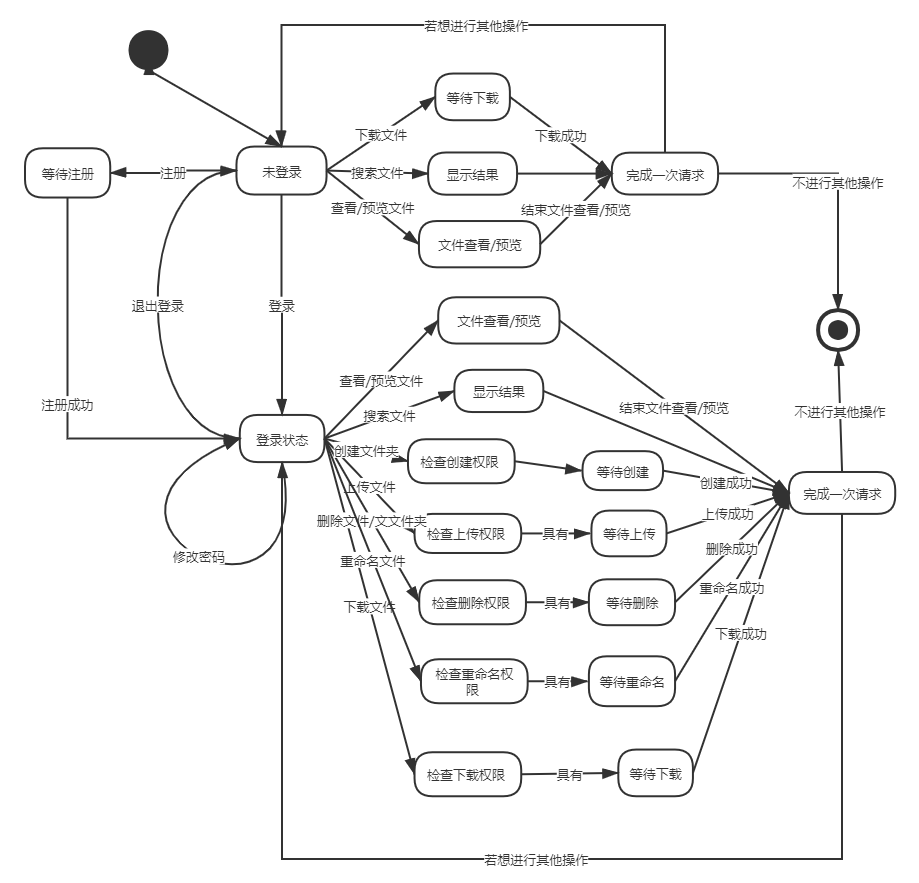 若想进行其他操作
等待下载
下载文件
下载成功
等待注册
注册
未登录
搜索文件
显示结果
完成一次请求
不进行其他操作
查看/预览文件
结束文件查看/预览
文件查看/预览
退出登录
登录
文件查看/预览
查看/预览文件
显示结果
注册成功
搜索文件
结束文件查看/预览
不进行其他操作
登录状态
创建文件夹
检查创建权限
等待创建
创建成功
完成一次请求
上传文件
上传成功
删除文件/文文件夹
检查上传权限
具有
等待上传
修改密码
重命名文件
删除成功
重命名成功
下载文件
检查删除权限
具有
等待删除
下载成功
检查重命名权
限
具有
等待重命名
检查下载权限
具有
等待下载
若想进行其他操作